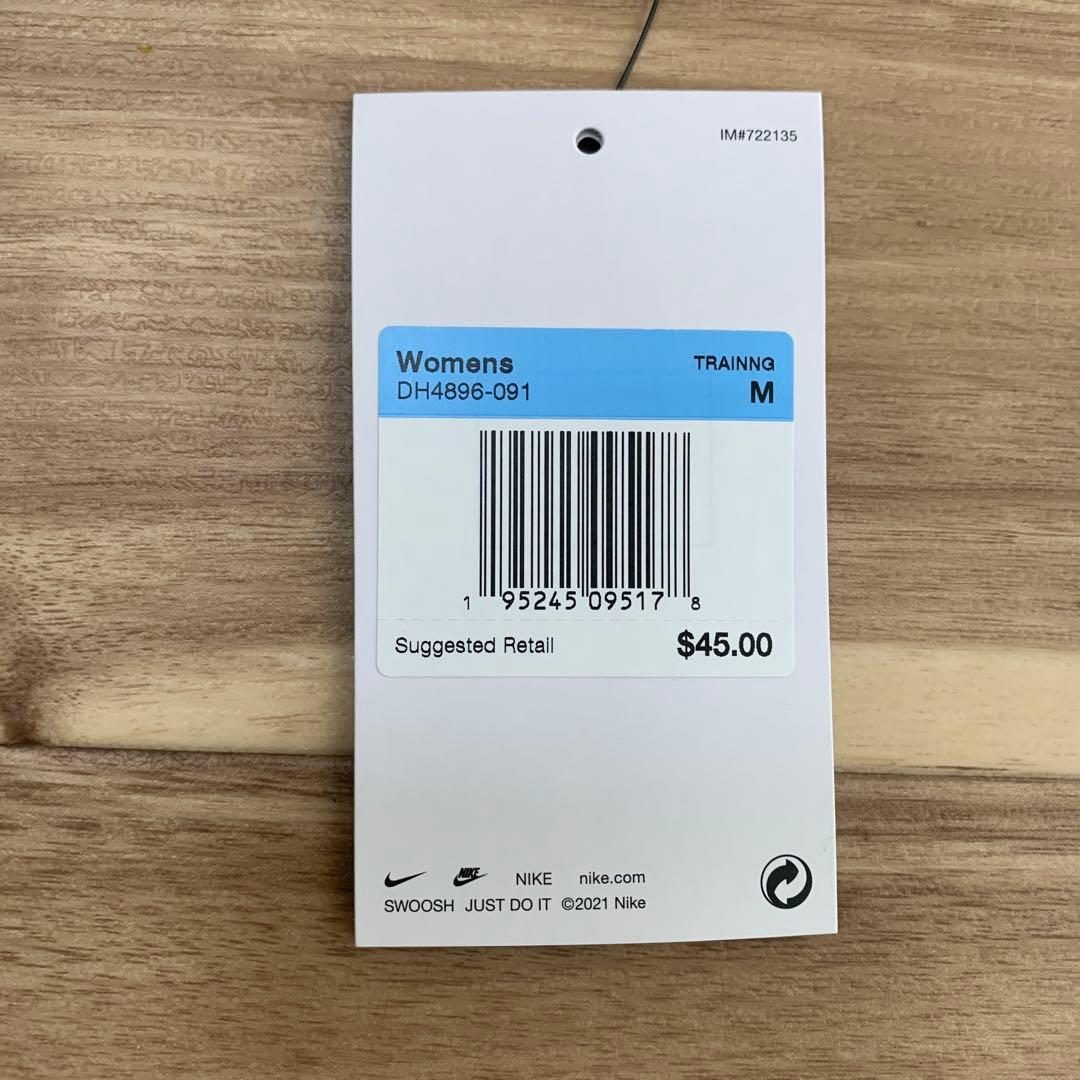 IM#722135
Womens TRAINNG
DH4896-091 M
1 95245 09517 8
Suggested Retail $45.00
NIKE NIKE nike.com
SWOOSH JUST DO IT ©2021 Nike